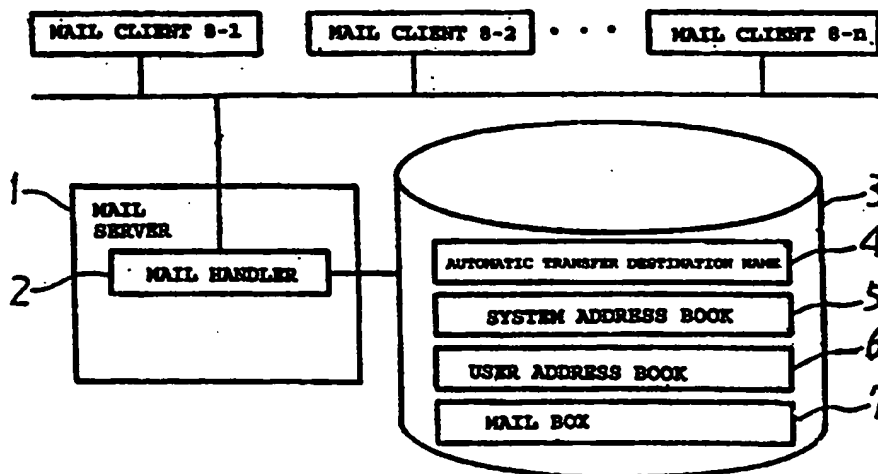 MAIL CLIENT 8-1
MAIL CLIENT 8-2
. . .
MAIL CLIENT 8-n
1
MAIL
SERVER
2
MAIL HANDLER
3
AUTOMATIC TRANSFER DESTINATION NAME
4
SYSTEM ADDRESS BOOK
5
USER ADDRESS BOOK
6
MAIL BOX
7